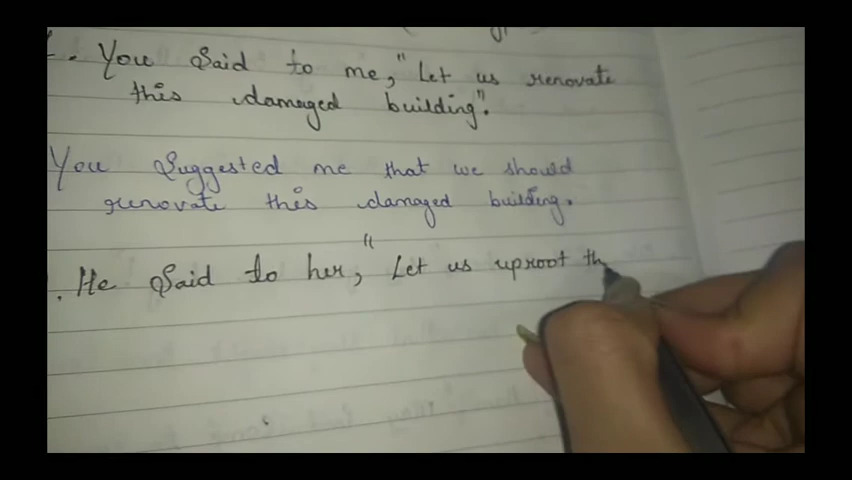 . You Said to me, "Let us renovate
this damaged building".
You Suggested me that we should
renovate this damaged building.
. He Said to her, " Let us uproot th